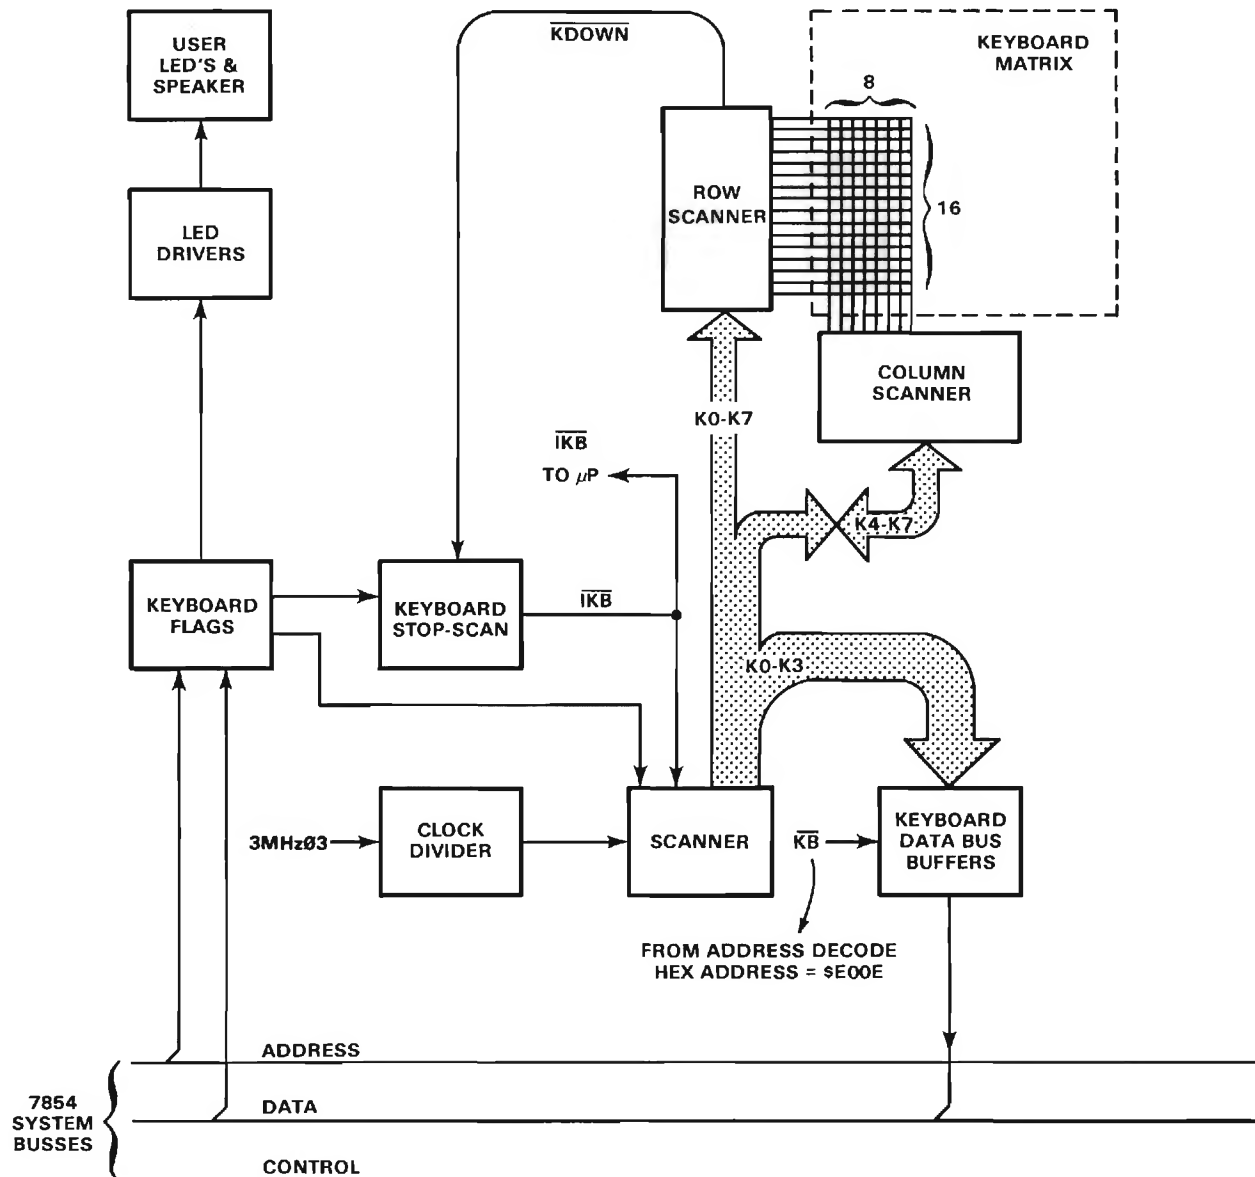 USER
LED'S &
SPEAKER
KDOWN
KEYBOARD
MATRIX
8
ROW
SCANNER
16
LED
DRIVERS
COLUMN
SCANNER
K0-K7
IKB
TO μP
K4-K7
KEYBOARD
FLAGS
KEYBOARD
STOP-SCAN
IKB
K0-K3
3MHzØ3
CLOCK
DIVIDER
SCANNER
KB
KEYBOARD
DATA BUS
BUFFERS
FROM ADDRESS DECODE
HEX ADDRESS = $E00E
ADDRESS
7854
SYSTEM
BUSSES
DATA
CONTROL